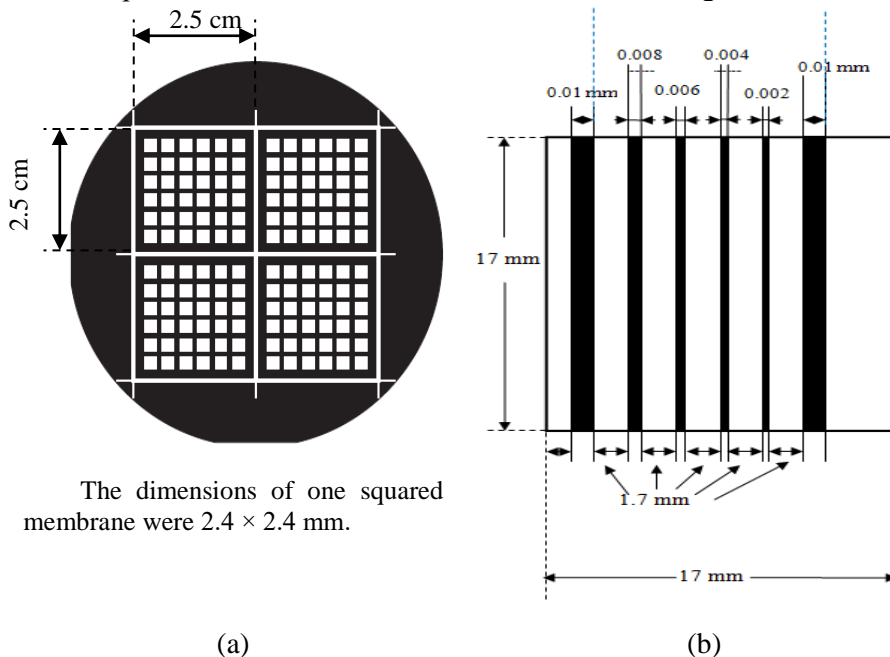 2.5 cm
2.5 cm
The dimensions of one squared
membrane were 2.4 × 2.4 mm.
(a)
0.008
0.004
0.01 mm
0.01 mm
0.006
0.002
17 mm
1.7 mm
17 mm
(b)